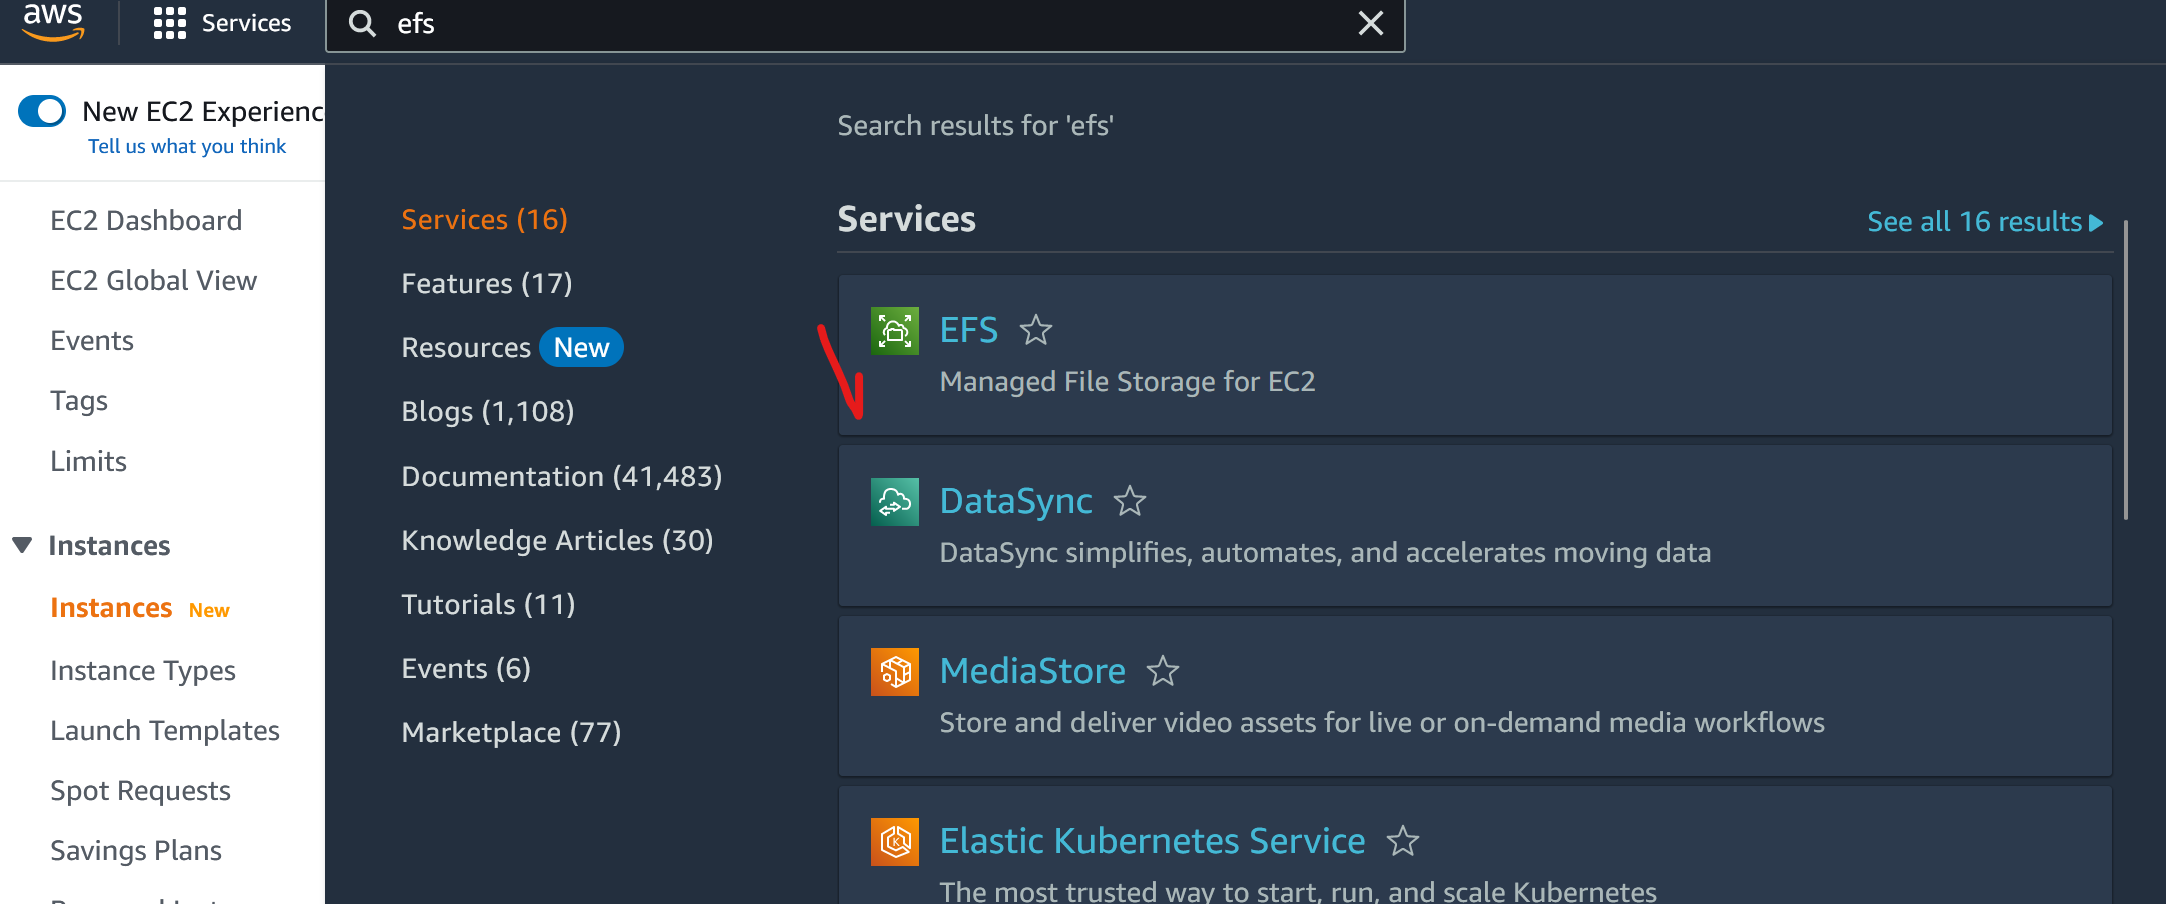 aws
Services
efs
New EC2 Experienc
Tell us what you think
EC2 Dashboard
EC2 Global View
Events
Tags
Limits
Instances
Instances New
Instance Types
Launch Templates
Spot Requests
Savings Plans
Search results for 'efs'
Services (16)
Features (17)
Resources New
Blogs (1,108)
Documentation (41,483)
Knowledge Articles (30)
Tutorials (11)
Events (6)
Marketplace (77)
Services
See all 16 results
EFS
Managed File Storage for EC2
DataSync
DataSync simplifies, automates, and accelerates moving data
MediaStore
Store and deliver video assets for live or on-demand media workflows
Elastic Kubernetes Service
The most trusted way to start, run, and scale Kubernetes